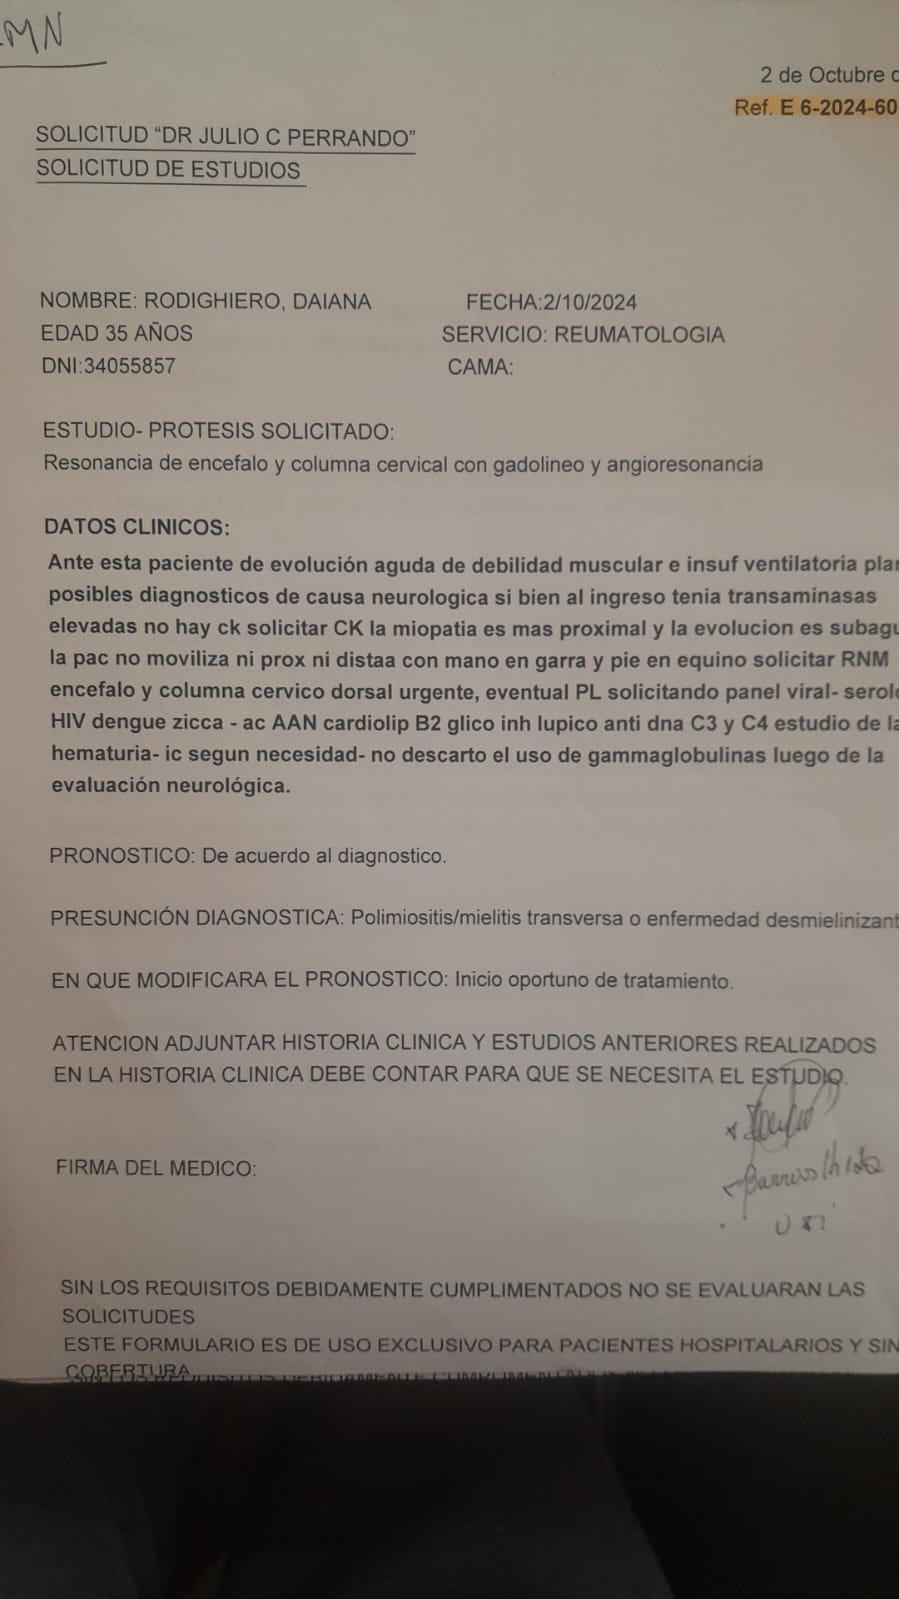 MN
2 de Octubre
Ref. E 6-2024-60
SOLICITUD “DR JULIO C PERRANDO”
SOLICITUD DE ESTUDIOS
NOMBRE: RODIGHIERO, DAIANA FECHA:2/10/2024
EDAD 35 AÑOS SERVICIO: REUMATOLOGIA
DNI:34055857 CAMA:
ESTUDIO- PROTESIS SOLICITADO:
Resonancia de encefalo y columna cervical con gadolineo y angioresonancia
DATOS CLINICOS:
Ante esta paciente de evolución aguda de debilidad muscular e insuf ventilatoria plan
posibles diagnosticos de causa neurologica si bien al ingreso tenia transaminasas
elevadas no hay ck solicitar CK la miopatia es mas proximal y la evolucion es subagu
la pac no moviliza ni prox ni distaa con mano en garra y pie en equino solicitar RNM
encefalo y columna cervico dorsal urgente, eventual PL solicitando panel viral- serolo
HIV dengue zicca - ac AAN cardiolip B2 glico inh lupico anti dna C3 y C4 estudio de la
hematuria- ic segun necesidad- no descarto el uso de gammaglobulinas luego de la
evaluación neurológica.
PRONOSTICO: De acuerdo al diagnostico.
PRESUNCIÓN DIAGNOSTICA: Polimiositis/mielitis transversa o enfermedad desmielinizant
EN QUE MODIFICARA EL PRONOSTICO: Inicio oportuno de tratamiento.
ATENCION ADJUNTAR HISTORIA CLINICA Y ESTUDIOS ANTERIORES REALIZADOS
EN LA HISTORIA CLINICA DEBE CONTAR PARA QUE SE NECESITA EL ESTUDIO.
FIRMA DEL MEDICO:
Barrios
SIN LOS REQUISITOS DEBIDAMENTE CUMPLIMENTADOS NO SE EVALUARAN LAS
SOLICITUDES
ESTE FORMULARIO ES DE USO EXCLUSIVO PARA PACIENTES HOSPITALARIOS Y SIN
COBERTURA